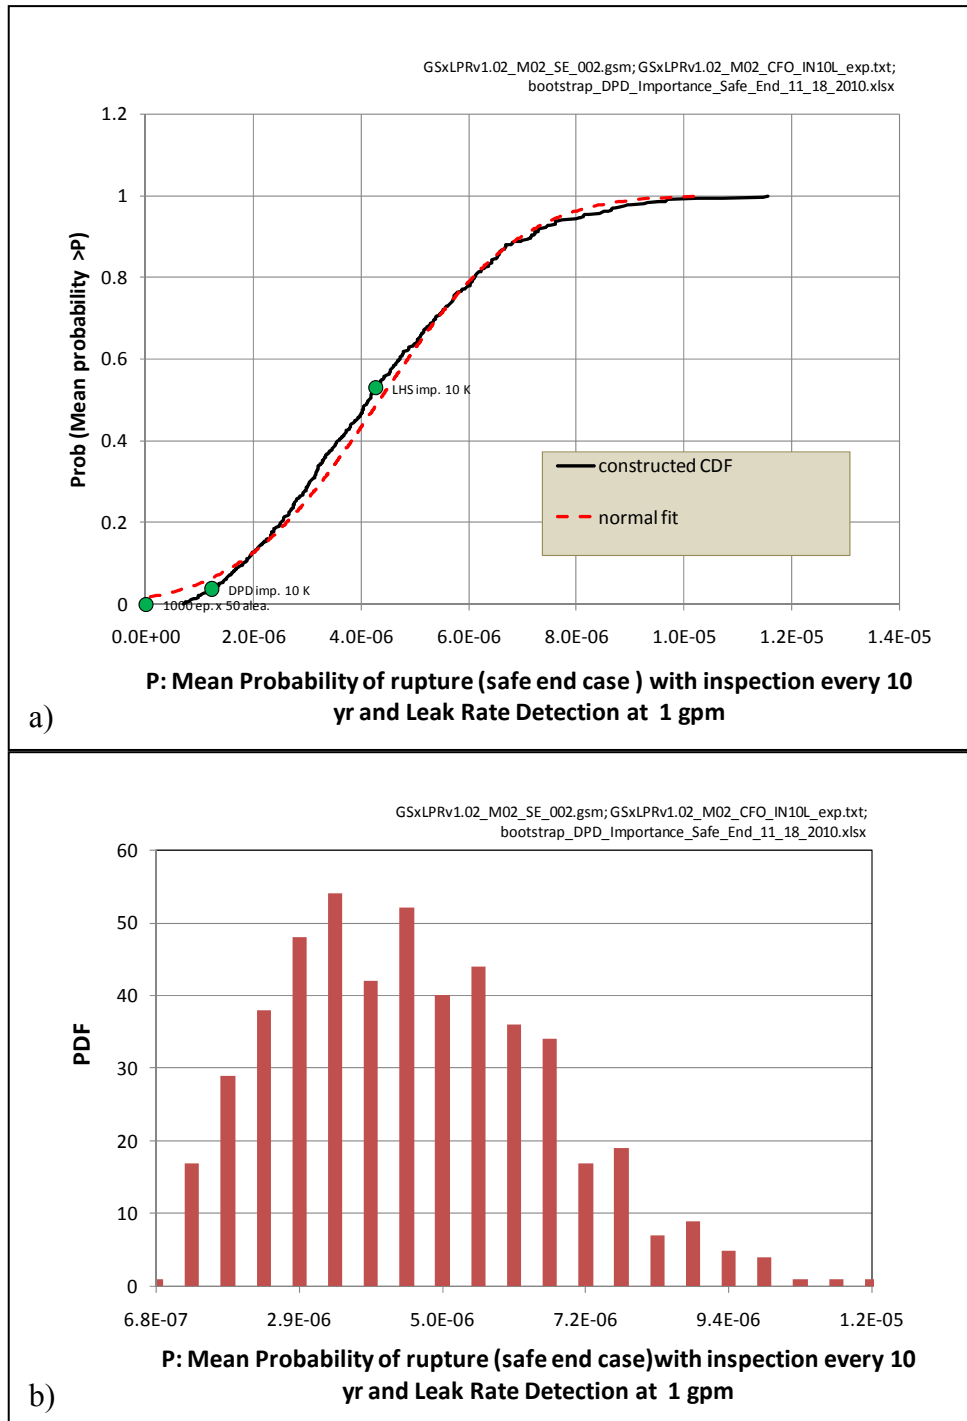 GSxLPRv1.02_M02_SE_002.gsm; GSxLPRv1.02_M02_CFO_IN10L_exp.txt;
bootstrap_DPD_Importance_Safe_End_11_18_2010.xlsx
1.2
1
0.8
0.6
0.4
0.2
0
Prob (Mean probability >P)
LHS imp. 10 K
constructed CDF
normal fit
DPD imp. 10 K
1000 ep. x 50 alea.
0.0E+00 2.0E-06 4.0E-06 6.0E-06 8.0E-06 1.0E-05 1.2E-05 1.4E-05
P: Mean Probability of rupture (safe end case ) with inspection every 10
yr and Leak Rate Detection at 1 gpm
a)
GSxLPRv1.02_M02_SE_002.gsm; GSxLPRv1.02_M02_CFO_IN10L_exp.txt;
bootstrap_DPD_Importance_Safe_End_11_18_2010.xlsx
60
50
40
30
20
10
0
PDF
6.8E-07 2.9E-06 5.0E-06 7.2E-06 9.4E-06 1.2E-05
P: Mean Probability of rupture (safe end case)with inspection every 10
yr and Leak Rate Detection at 1 gpm
b)